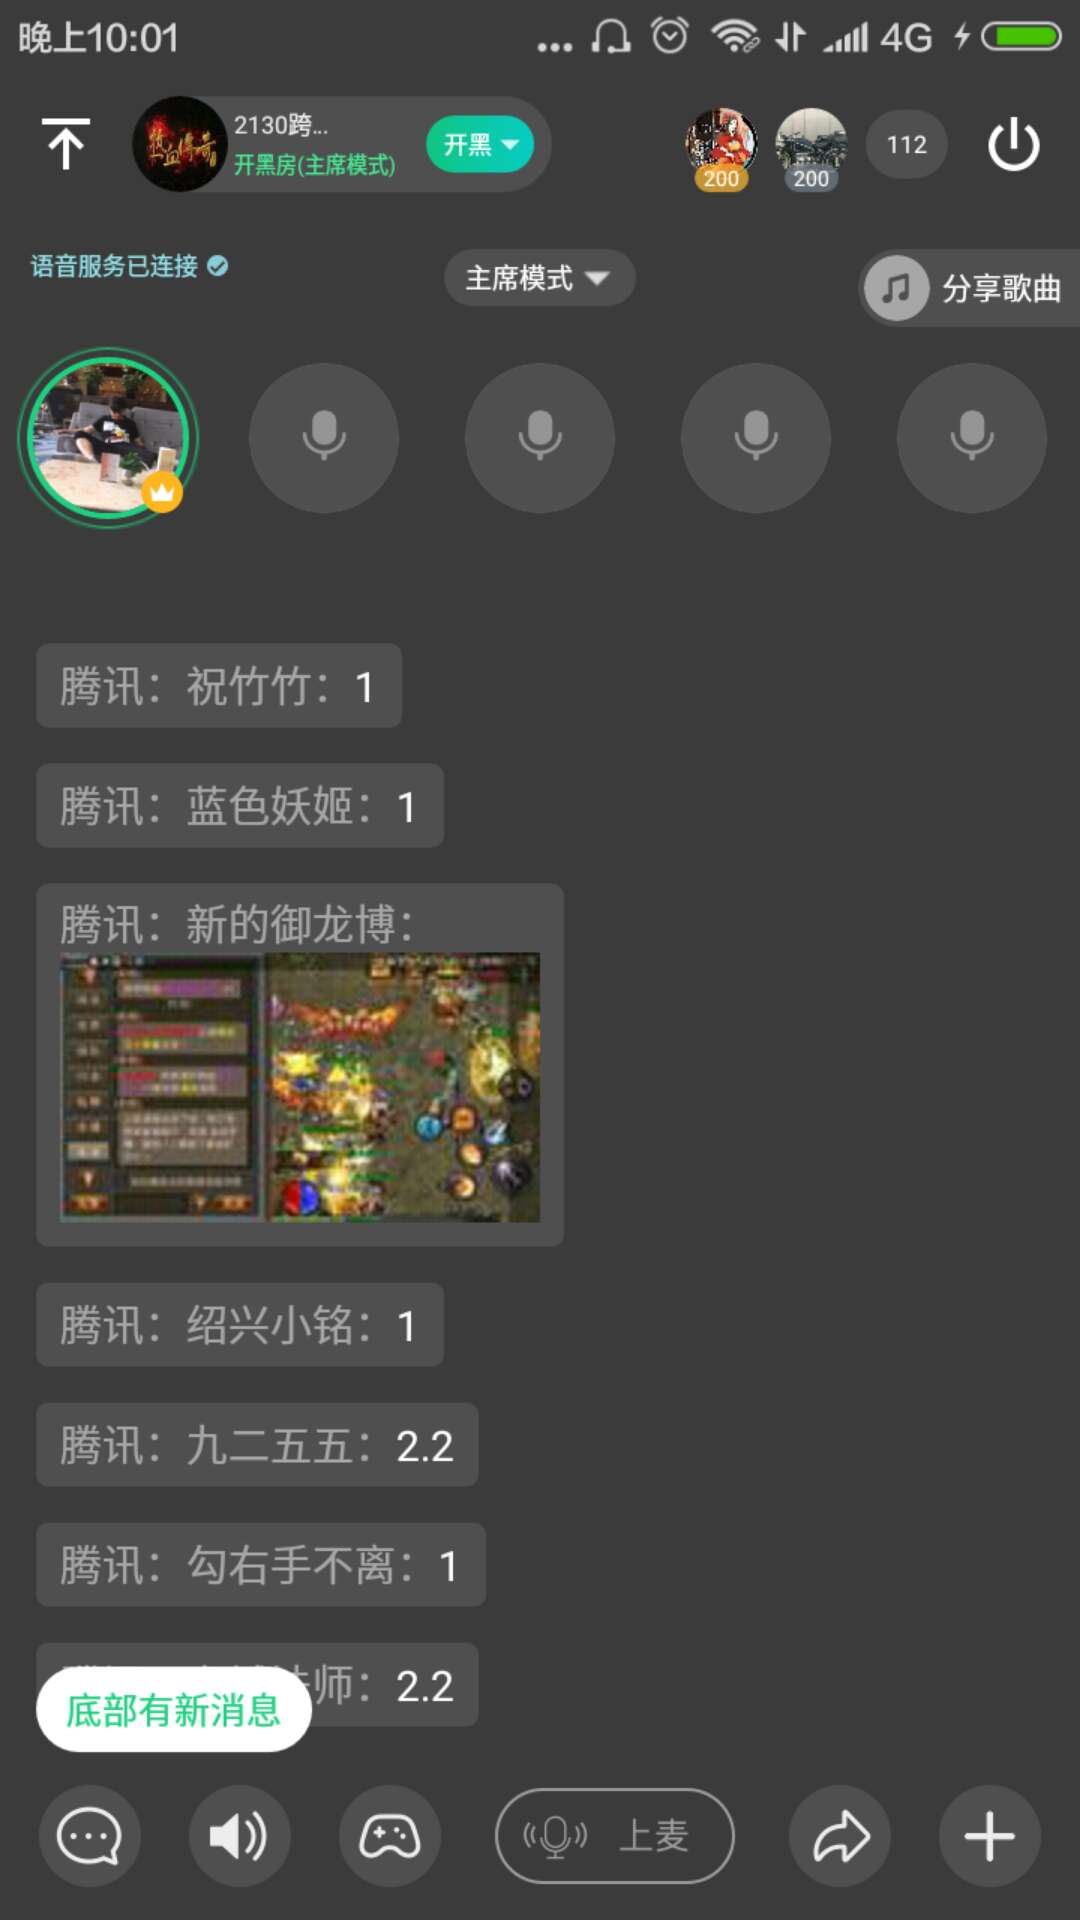 晚上10:01
4G
热血传奇
2130跨...
开黑房(主席模式)
开黑
200
200
112
语音服务已连接
主席模式
分享歌曲
腾讯：祝竹竹：1
腾讯：蓝色妖姬：1
腾讯：新的御龙博：
腾讯：绍兴小铭：1
腾讯：九二五五：2.2
腾讯：勾右手不离：1
师：2.2
底部有新消息
上麦